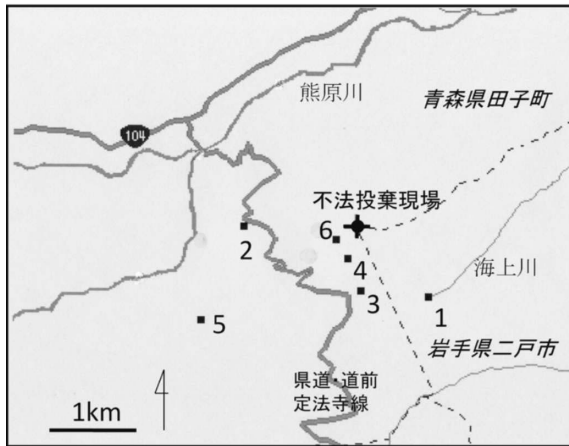 熊原川
青森県田子町
104
不法投棄現場
6
2
4
海上川
3
1
5
岩手県二戸市
県道・道前
定法寺線
1km